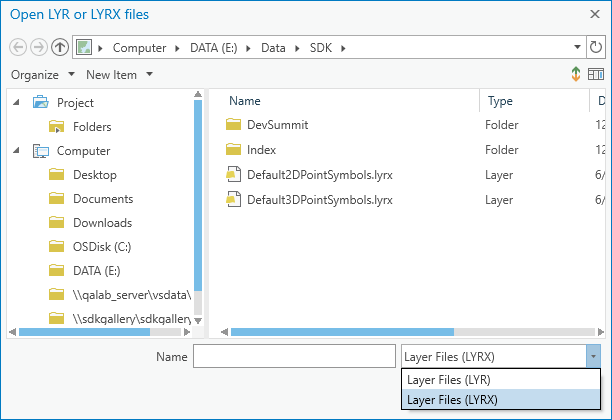 Open LYR or LYRX files
Computer DATA (E:) Data SDK
Organize New Item
Project
Folders
Computer
Desktop
Documents
Downloads
OSDisk (C:)
DATA (E:)
\\qalab_server\vsdata\
\\sdkgallery\sdkgallery
Name Type D
DevSummit Folder 12
Index Folder 12
Default2DPointSymbols.lyrx Layer 6/
Default3DPointSymbols.lyrx Layer 6/
Name Layer Files (LYRX)
Layer Files (LYR)
Layer Files (LYRX)